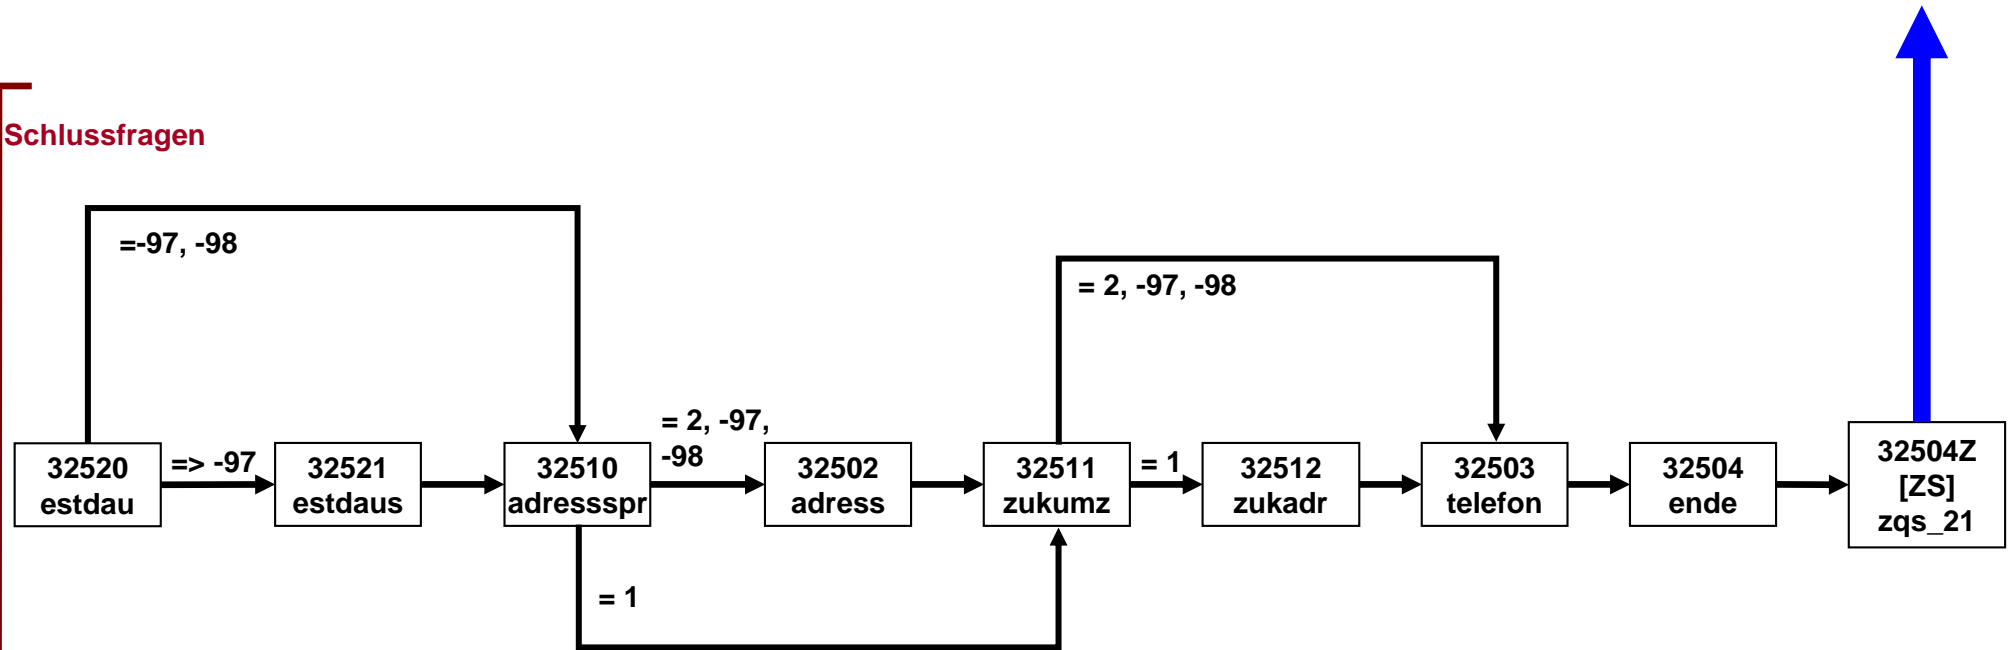 Schlussfragen
=-97, -98
= 2, -97, -98
32520
estdau
=> -97
32521
estdaus
32510
adressspr
= 2, -97,
-98
32502
adress
32511
zukumz
= 1
32512
zukadr
32503
telefon
32504
ende
32504Z
[ZS]
zqs_21
= 1